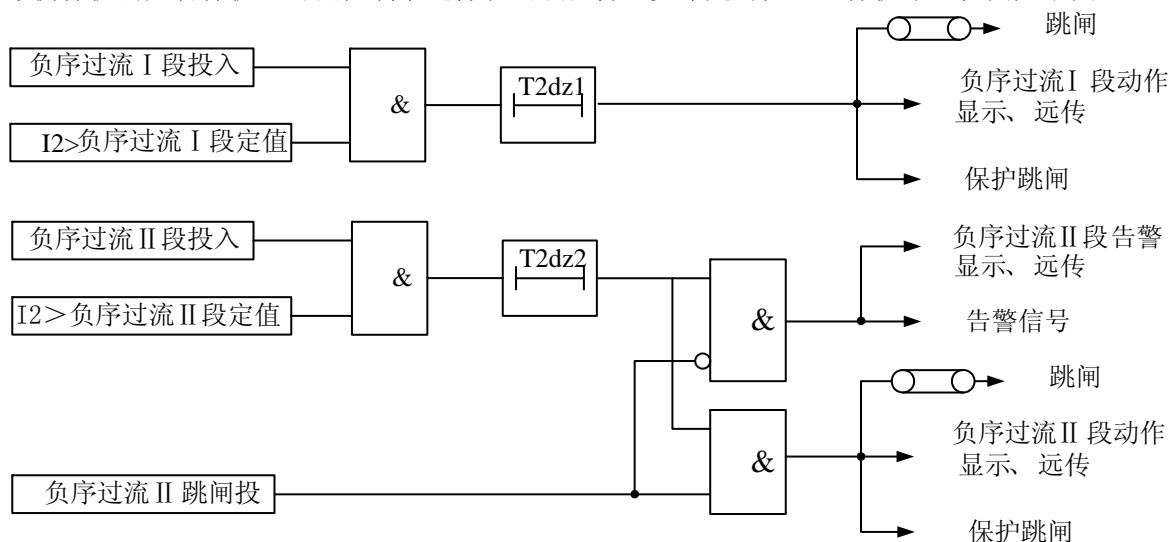 跳闸
负序过流Ⅰ段投入
T2dz1
负序过流Ⅰ段动作
显示、远传
&
I2>负序过流Ⅰ段定值
保护跳闸
负序过流Ⅱ段投入
负序过流Ⅱ段告警
显示、远传
T2dz2
&
I2＞负序过流Ⅱ段定值
&
告警信号
跳闸
负序过流Ⅱ段动作
显示、远传
&
负序过流Ⅱ跳闸投
保护跳闸